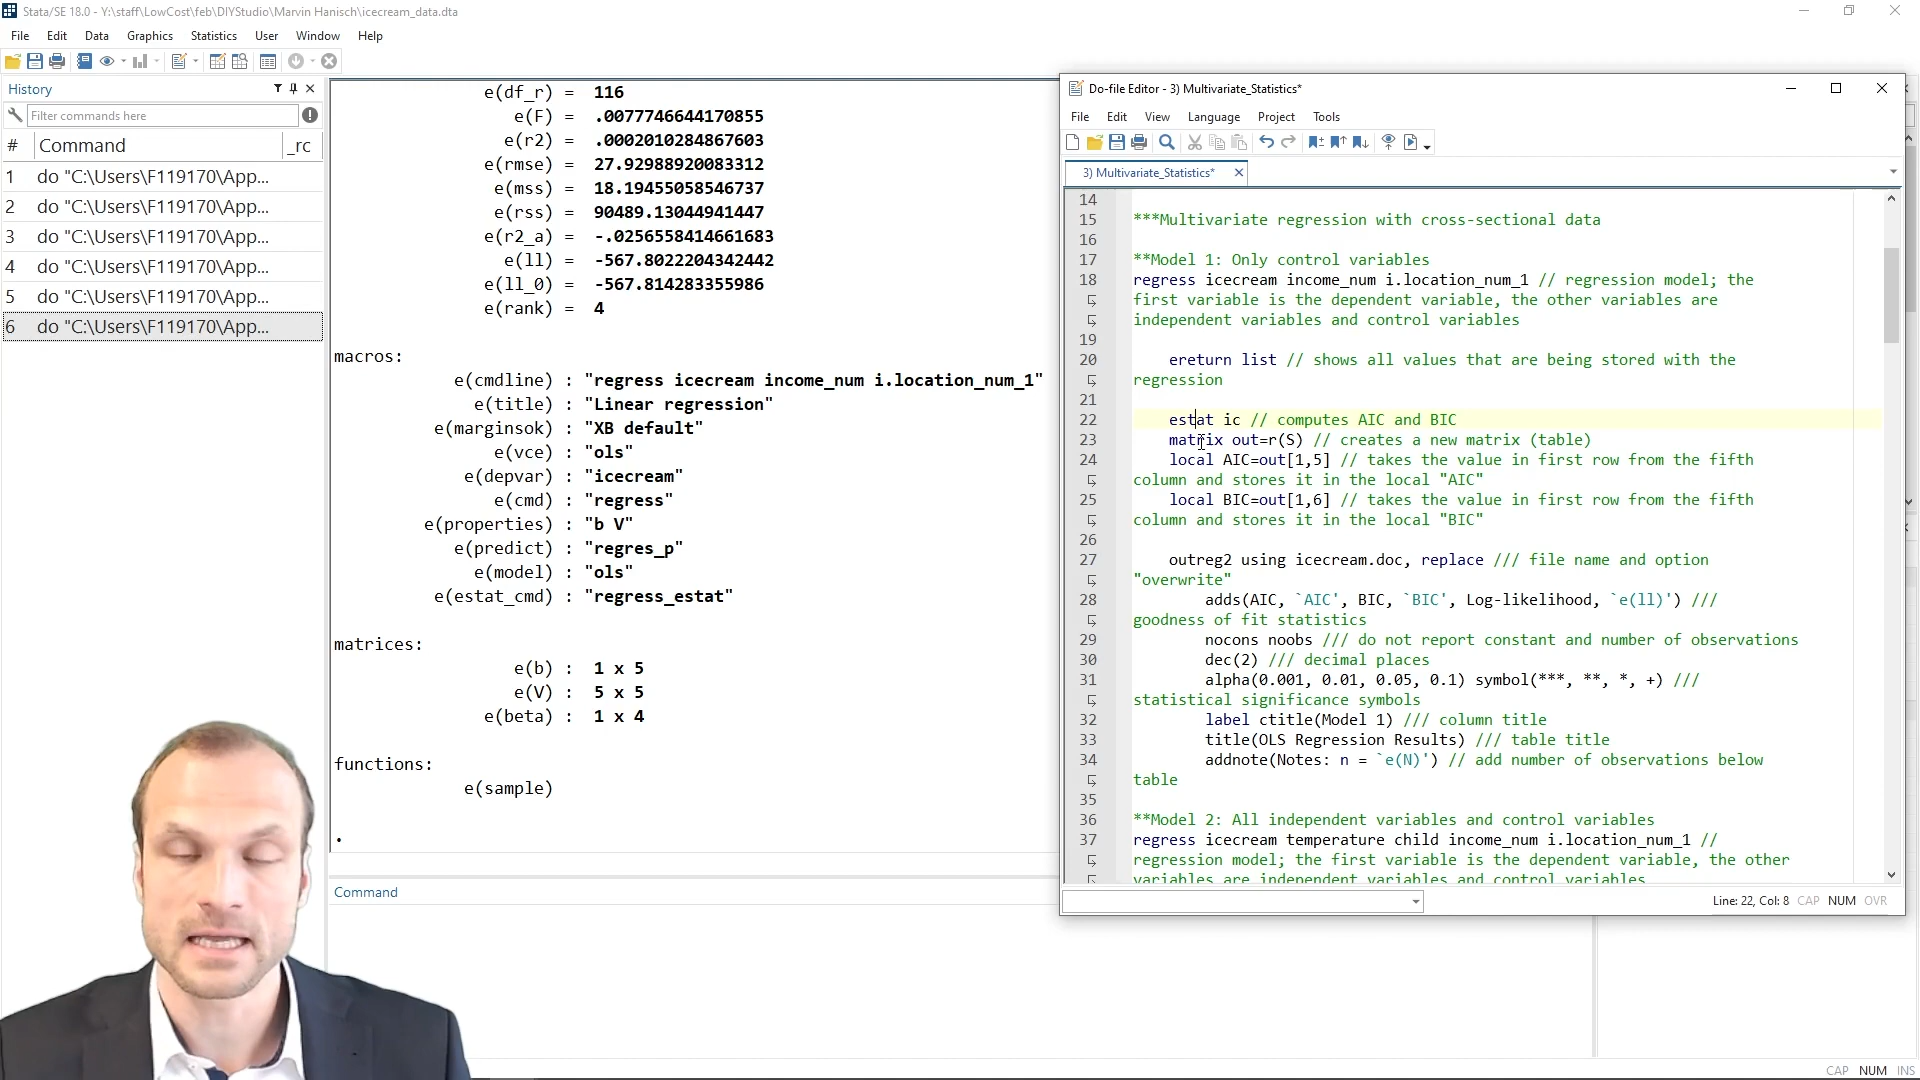 Stata/SE 18.0 - Y:\staff\LowCost\feb\DIYStudio\Marvin Hanisch\icecream_data.dta
File Edit Data Graphics Statistics User Window Help
History
Filter commands here
# Command _rc
1 do "C:\Users\F119170\App...
2 do "C:\Users\F119170\App...
3 do "C:\Users\F119170\App...
4 do "C:\Users\F119170\App...
5 do "C:\Users\F119170\App...
6 do "C:\Users\F119170\App...
e(df_r) = 116
e(F) = .0077746644170855
e(r2) = .0002010284867603
e(rmse) = 27.92988920083312
e(mss) = 18.19455058546737
e(rss) = 90489.13044941447
e(r2_a) = -.0256558414661683
e(ll) = -567.8022204342442
e(ll_0) = -567.814283355986
e(rank) = 4
macros:
e(cmdline) : "regress icecream income_num i.location_num_1"
e(title) : "Linear regression"
e(marginsok) : "XB default"
e(vce) : "ols"
e(depvar) : "icecream"
e(cmd) : "regress"
e(properties) : "b V"
e(predict) : "regres_p"
e(model) : "ols"
e(estat_cmd) : "regress_estat"
matrices:
e(b) : 1 x 5
e(V) : 5 x 5
e(beta) : 1 x 4
functions:
e(sample)
.
Command
Do-file Editor - 3) Multivariate_Statistics*
File Edit View Language Project Tools
3) Multivariate_Statistics*
14
15 ***Multivariate regression with cross-sectional data
16
17 **Model 1: Only control variables
18 regress icecream income_num i.location_num_1 // regression model; the
first variable is the dependent variable, the other variables are
independent variables and control variables
19
20 ereturn list // shows all values that are being stored with the
regression
21
22 estat ic // computes AIC and BIC
23 matrix out=r(S) // creates a new matrix (table)
24 local AIC=out[1,5] // takes the value in first row from the fifth
column and stores it in the local "AIC"
25 local BIC=out[1,6] // takes the value in first row from the fifth
column and stores it in the local "BIC"
26
27 outreg2 using icecream.doc, replace /// file name and option
"overwrite"
28 adds(AIC, `AIC', BIC, `BIC', Log-likelihood, `e(ll)') ///
goodness of fit statistics
29 nocons noobs /// do not report constant and number of observations
30 dec(2) /// decimal places
31 alpha(0.001, 0.01, 0.05, 0.1) symbol(***, **, *, +) ///
statistical significance symbols
32 label ctitle(Model 1) /// column title
33 title(OLS Regression Results) /// table title
34 addnote(Notes: n = `e(N)') // add number of observations below
table
35
36 **Model 2: All independent variables and control variables
37 regress icecream temperature child income_num i.location_num_1 //
regression model; the first variable is the dependent variable, the other
variables are independent variables and control variables
Line: 22, Col: 8 CAP NUM OVR
CAP NUM INS